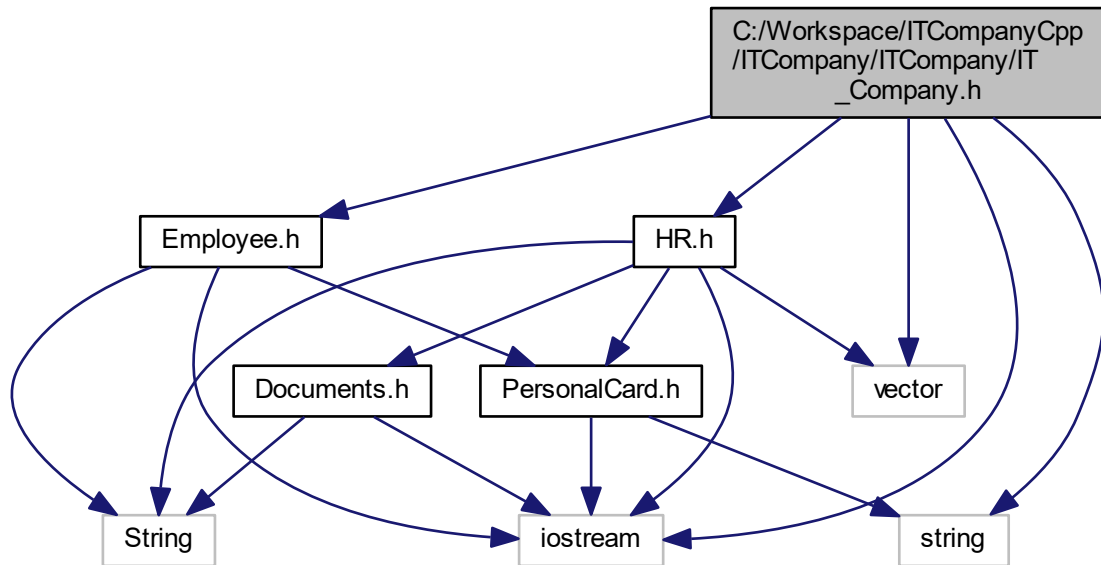 C:/Workspace/ITCompanyCpp
/ITCompany/ITCompany/IT
_Company.h
Employee.h
HR.h
Documents.h
PersonalCard.h
vector
String
iostream
string